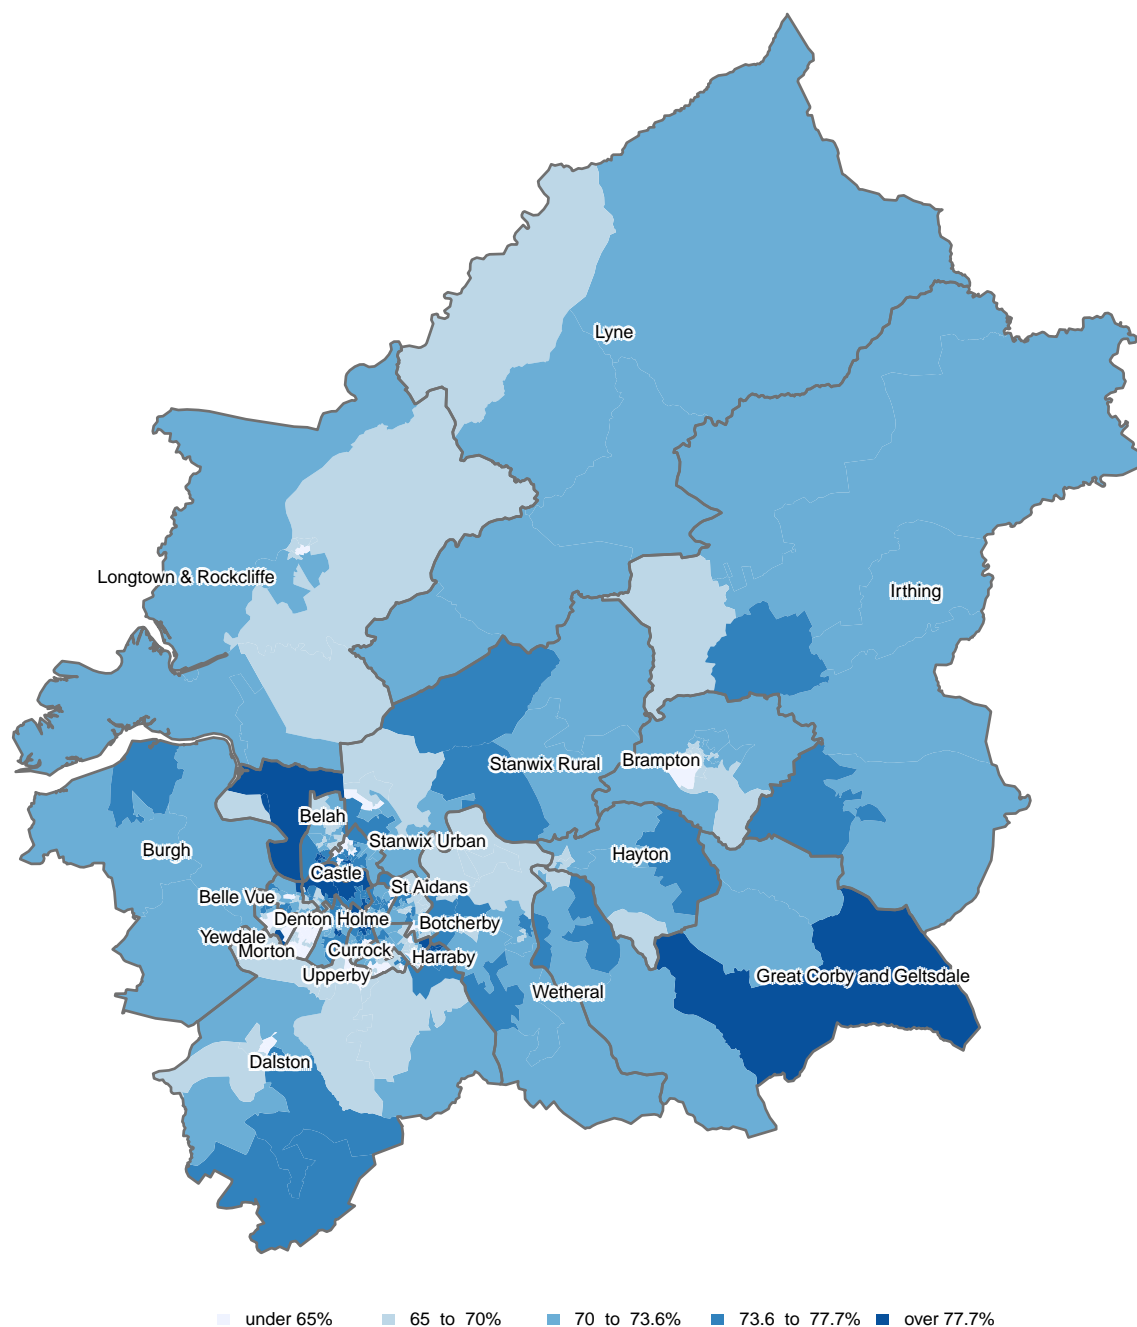 Lyne
Longtown & Rockcliffe
Irthing
Stanwix Rural
Brampton
Belah
Stanwix Urban
Burgh
Hayton
Castle
St Aidans
Belle Vue
Denton Holme
Botcherby
Yewdale
Morton
Currock
Harraby
Upperby
Great Corby and Geltsdale
Wetheral
Dalston
under 65%
65 to 70%
70 to 73.6%
73.6 to 77.7%
over 77.7%